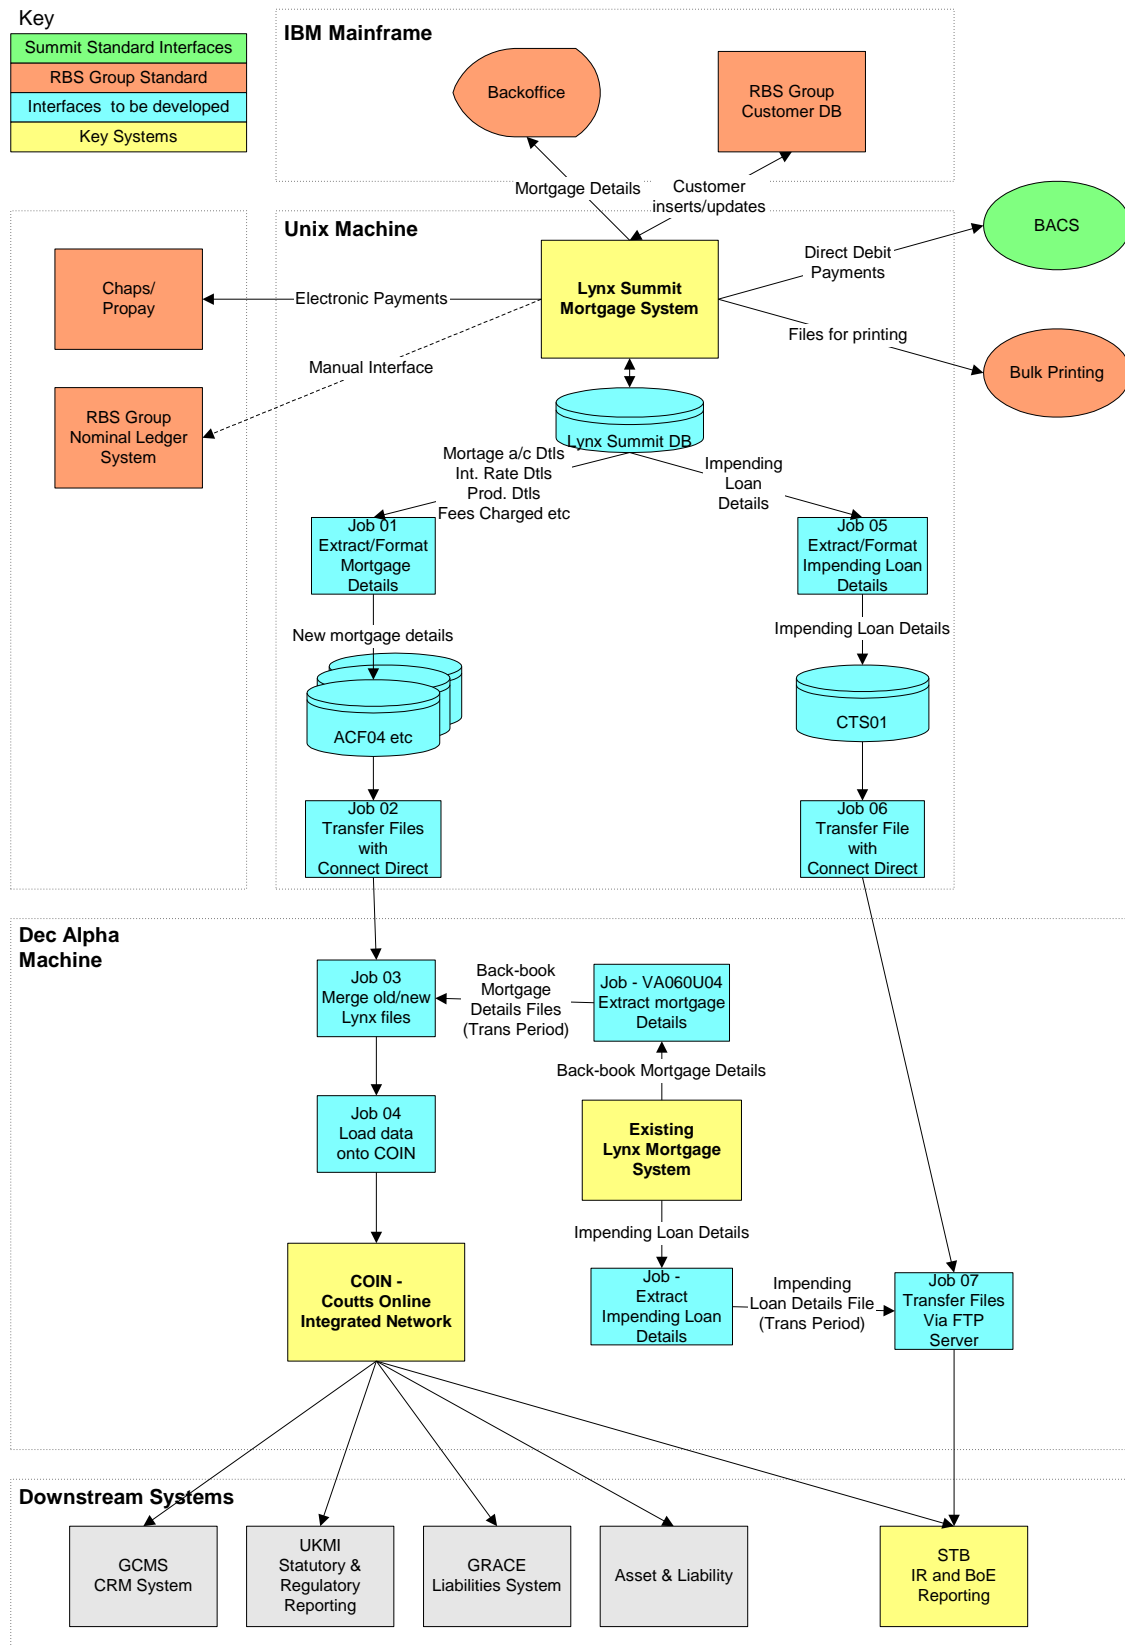 Key
Summit Standard Interfaces
RBS Group Standard
Interfaces to be developed
Key Systems
IBM Mainframe
Backoffice
RBS Group
Customer DB
Mortgage Details
Customer
inserts/updates
Unix Machine
BACS
Direct Debit
Payments
Chaps/
Propay
Electronic Payments
Lynx Summit
Mortgage System
Files for printing
Manual Interface
Bulk Printing
RBS Group
Nominal Ledger
System
Lynx Summit DB
Mortage a/c Dtls
Int. Rate Dtls
Prod. Dtls
Fees Charged etc
Impending
Loan
Details
Job 01
Extract/Format
Mortgage
Details
Job 05
Extract/Format
Impending Loan
Details
New mortgage details
Impending Loan Details
ACF04 etc
CTS01
Job 02
Transfer Files
with
Connect Direct
Job 06
Transfer File
with
Connect Direct
Dec Alpha
Machine
Job 03
Merge old/new
Lynx files
Back-book
Mortgage
Details Files
(Trans Period)
Job - VA060U04
Extract mortgage
Details
Back-book Mortgage Details
Job 04
Load data
onto COIN
Existing
Lynx Mortgage
System
Impending Loan Details
COIN -
Coutts Online
Integrated Network
Job -
Extract
Impending Loan
Details
Impending
Loan Details File
(Trans Period)
Job 07
Transfer Files
Via FTP
Server
Downstream Systems
GCMS
CRM System
UKMI
Statutory &
Regulatory
Reporting
GRACE
Liabilities System
Asset & Liability
STB
IR and BoE
Reporting